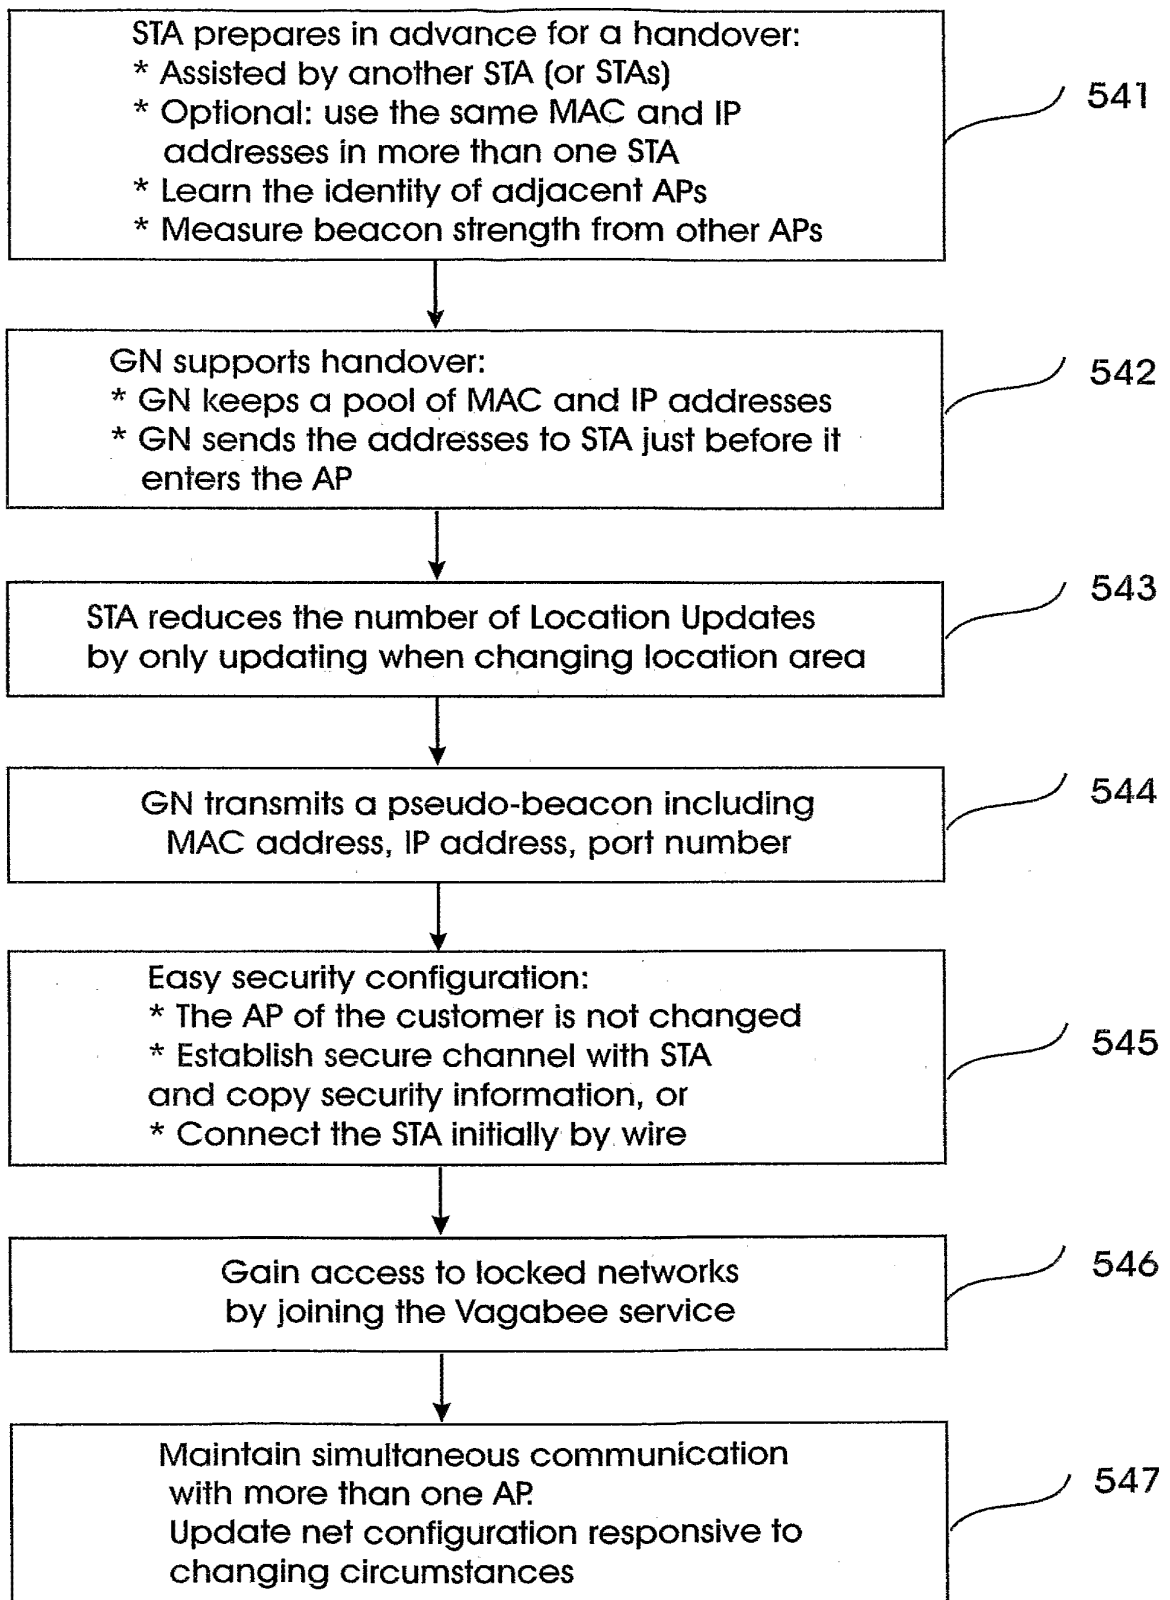 STA prepares in advance for a handover:
* Assisted by another STA (or STAs)
* Optional: use the same MAC and IP
addresses in more than one STA
* Learn the identity of adjacent APs
* Measure beacon strength from other APs
541
GN supports handover:
* GN keeps a pool of MAC and IP addresses
* GN sends the addresses to STA just before it
enters the AP
542
STA reduces the number of Location Updates
by only updating when changing location area
543
GN transmits a pseudo-beacon including
MAC address, IP address, port number
544
Easy security configuration:
* The AP of the customer is not changed
* Establish secure channel with STA
and copy security information, or
* Connect the STA initially by wire
545
Gain access to locked networks
by joining the Vagabee service
546
Maintain simultaneous communication
with more than one AP.
Update net configuration responsive to
changing circumstances
547